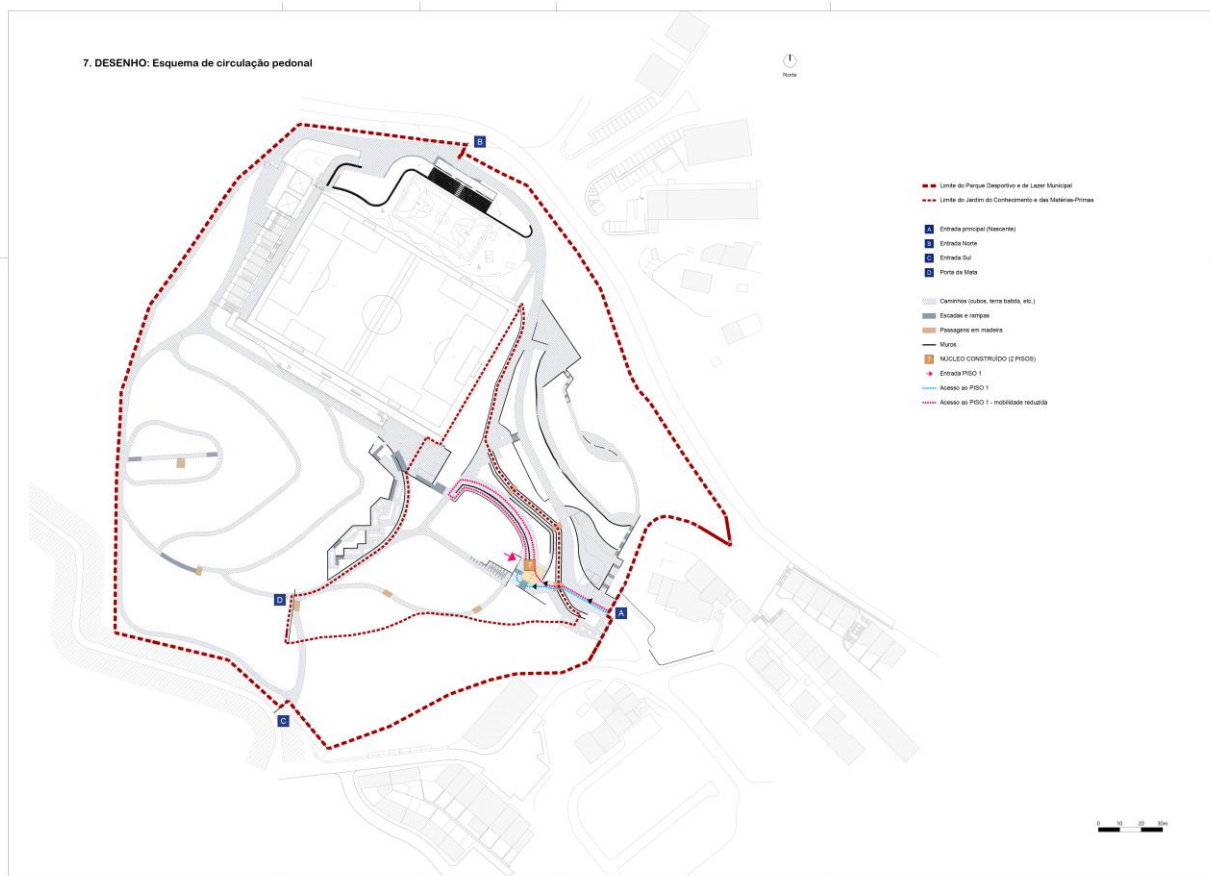 7. DESENHO: Esquema de circulação pedonal
Norte
B
Limite do Parque Desportivo e de Lazer Municipal
Limite do Jardim do Conhecimento e das Matérias-Primas
A Entrada principal (Nascente)
B Entrada Norte
C Entrada Sul
D Porta da Mata
Caminhos (cubos, terra batida, etc.)
Escadas e rampas
Passagens em madeira
Muros
7 NÚCLEO CONSTRUÍDO (2 PISOS)
Entrada PISO 1
Acesso ao PISO 1
Acesso ao PISO 1 - mobilidade reduzida
7
D
A
C
0 10 20 30m